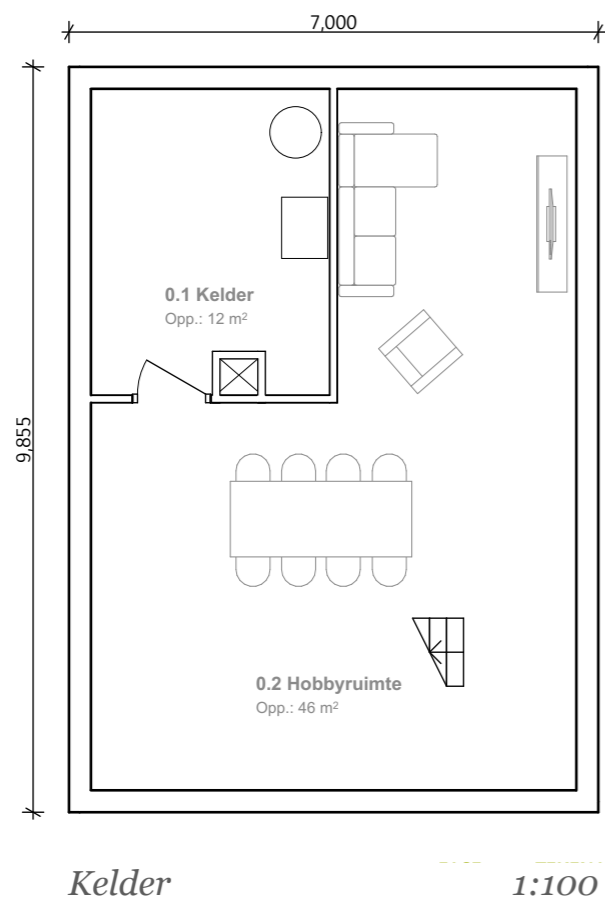 7,000
9,855
0.1 Kelder
Opp.: 12 m²
0.2 Hobbyruimte
Opp.: 46 m²
Kelder 1:100